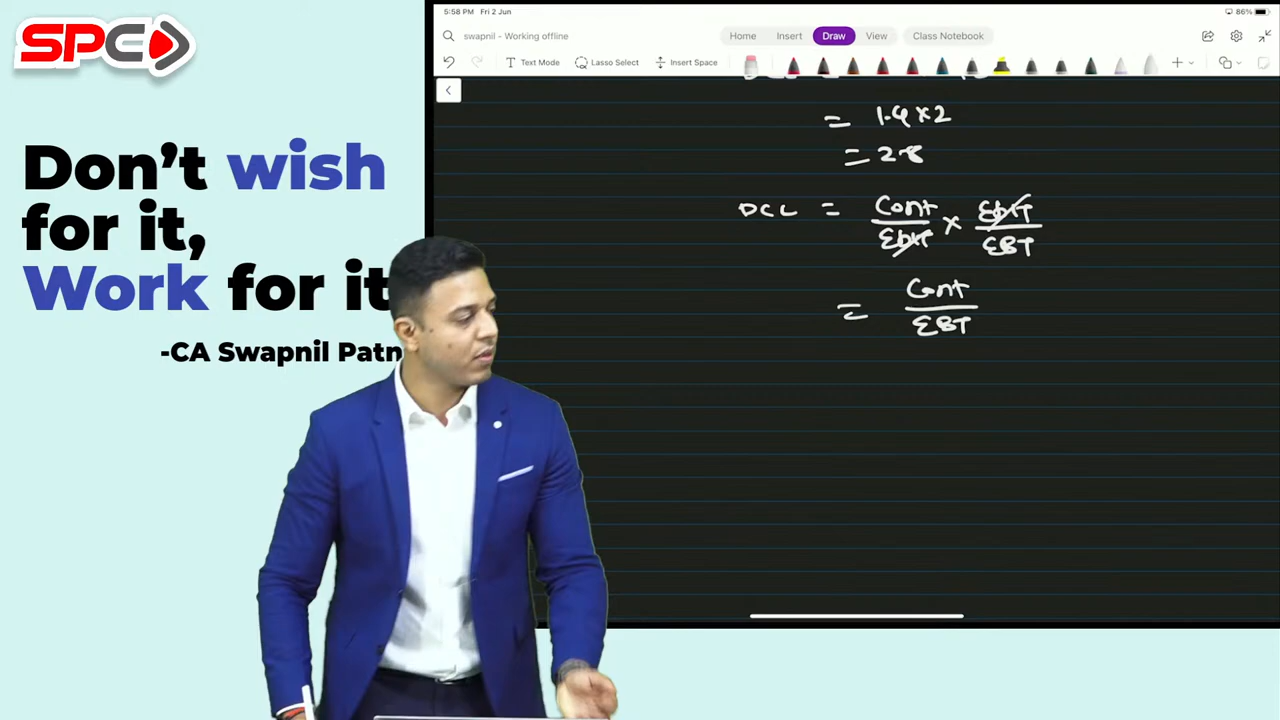 SPC
Don't wish
for it,
Work for it
-CA Swapnil Patn
5:58 PM Fri 2 Jun
86%
swapnil - Working offline
Home Insert Draw View Class Notebook
Text Mode Lasso Select Insert Space
= 1.4 × 2
= 2.8
DCL = Cont / Ebit × Ebit / EBT
= Cont / EBT